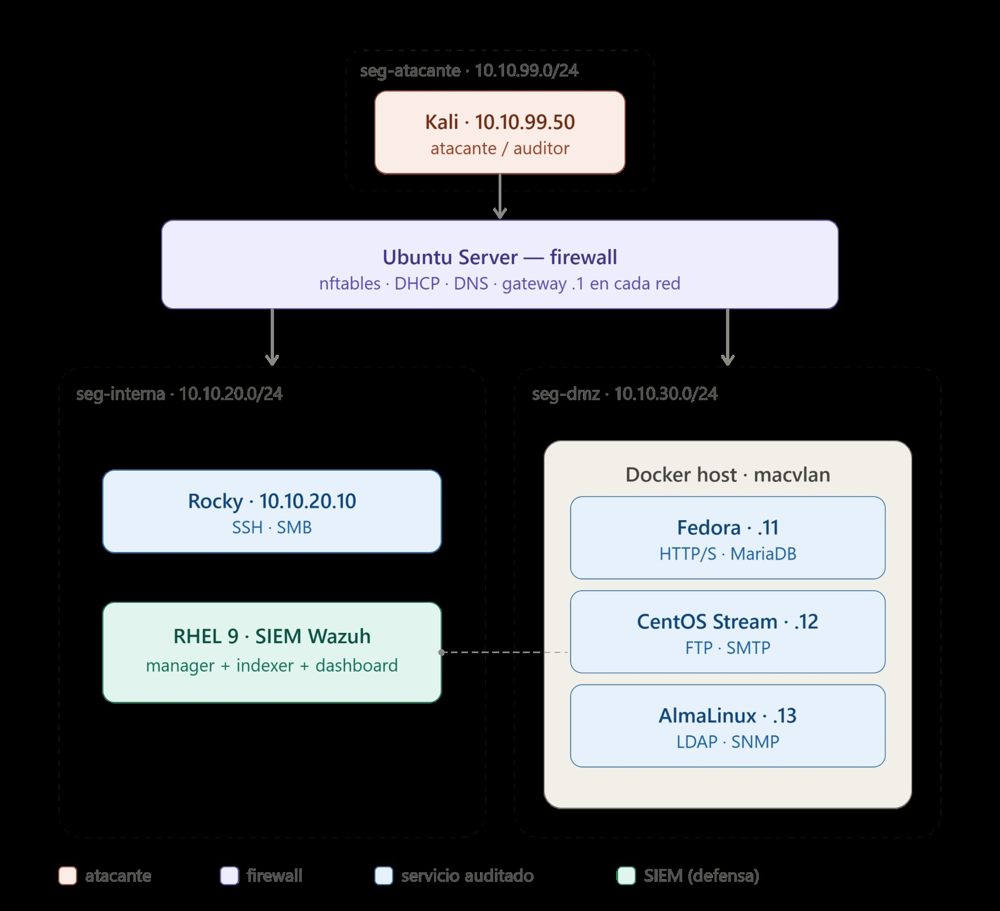 seg-atacante · 10.10.99.0/24
Kali · 10.10.99.50
atacante / auditor
Ubuntu Server — firewall
nftables · DHCP · DNS · gateway .1 en cada red
seg-interna · 10.10.20.0/24
Rocky · 10.10.20.10
SSH · SMB
RHEL 9 · SIEM Wazuh
manager + indexer + dashboard
seg-dmz · 10.10.30.0/24
Docker host · macvlan
Fedora · .11
HTTP/S · MariaDB
CentOS Stream · .12
FTP · SMTP
AlmaLinux · .13
LDAP · SNMP
atacante
firewall
servicio auditado
SIEM (defensa)